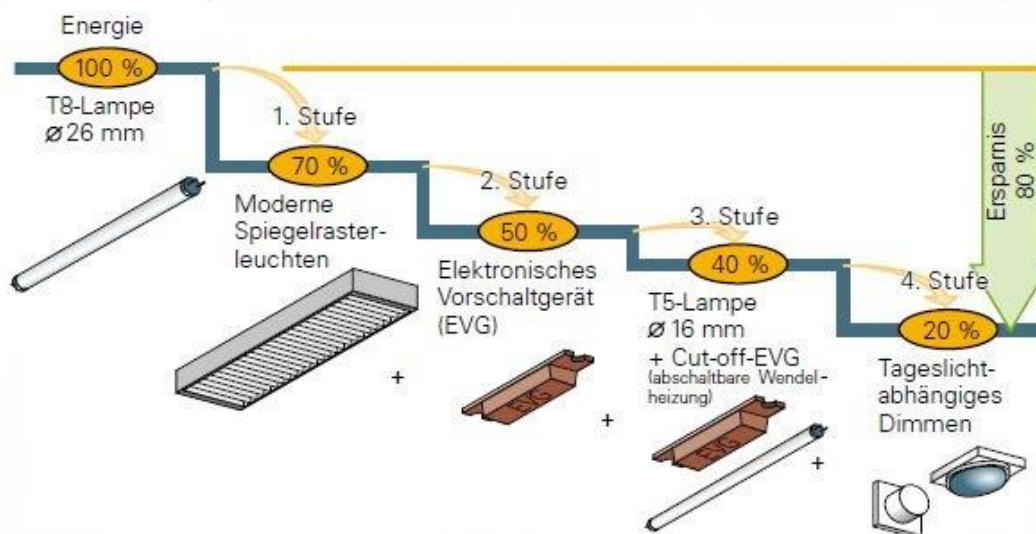 Energie
100 %
T8-Lampe
ø 26 mm
1. Stufe
70 %
Moderne
Spiegelraster-
leuchten
+
2. Stufe
50 %
Elektronisches
Vorschaltgerät
(EVG)
EVG
+
3. Stufe
40 %
T5-Lampe
ø 16 mm
+ Cut-off-EVG
(abschaltbare Wendel-
heizung)
EVG
+
4. Stufe
20 %
Tageslicht-
abhängiges
Dimmen
Ersparnis
80 %